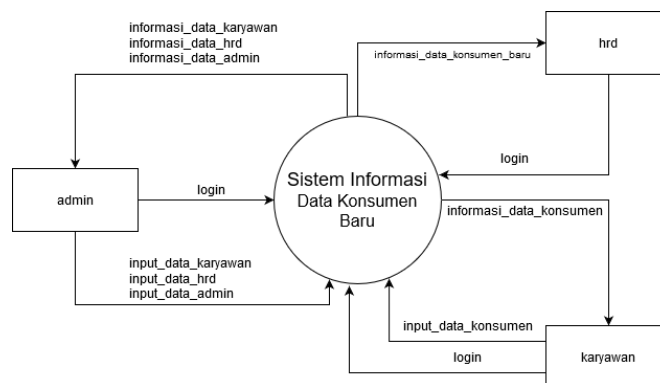 informasi_data_karyawan
informasi_data_hrd
informasi_data_admin
informasi_data_konsumen_baru
hrd
login
admin
login
Sistem Informasi
Data Konsumen
Baru
informasi_data_konsumen
input_data_karyawan
input_data_hrd
input_data_admin
input_data_konsumen
login
karyawan